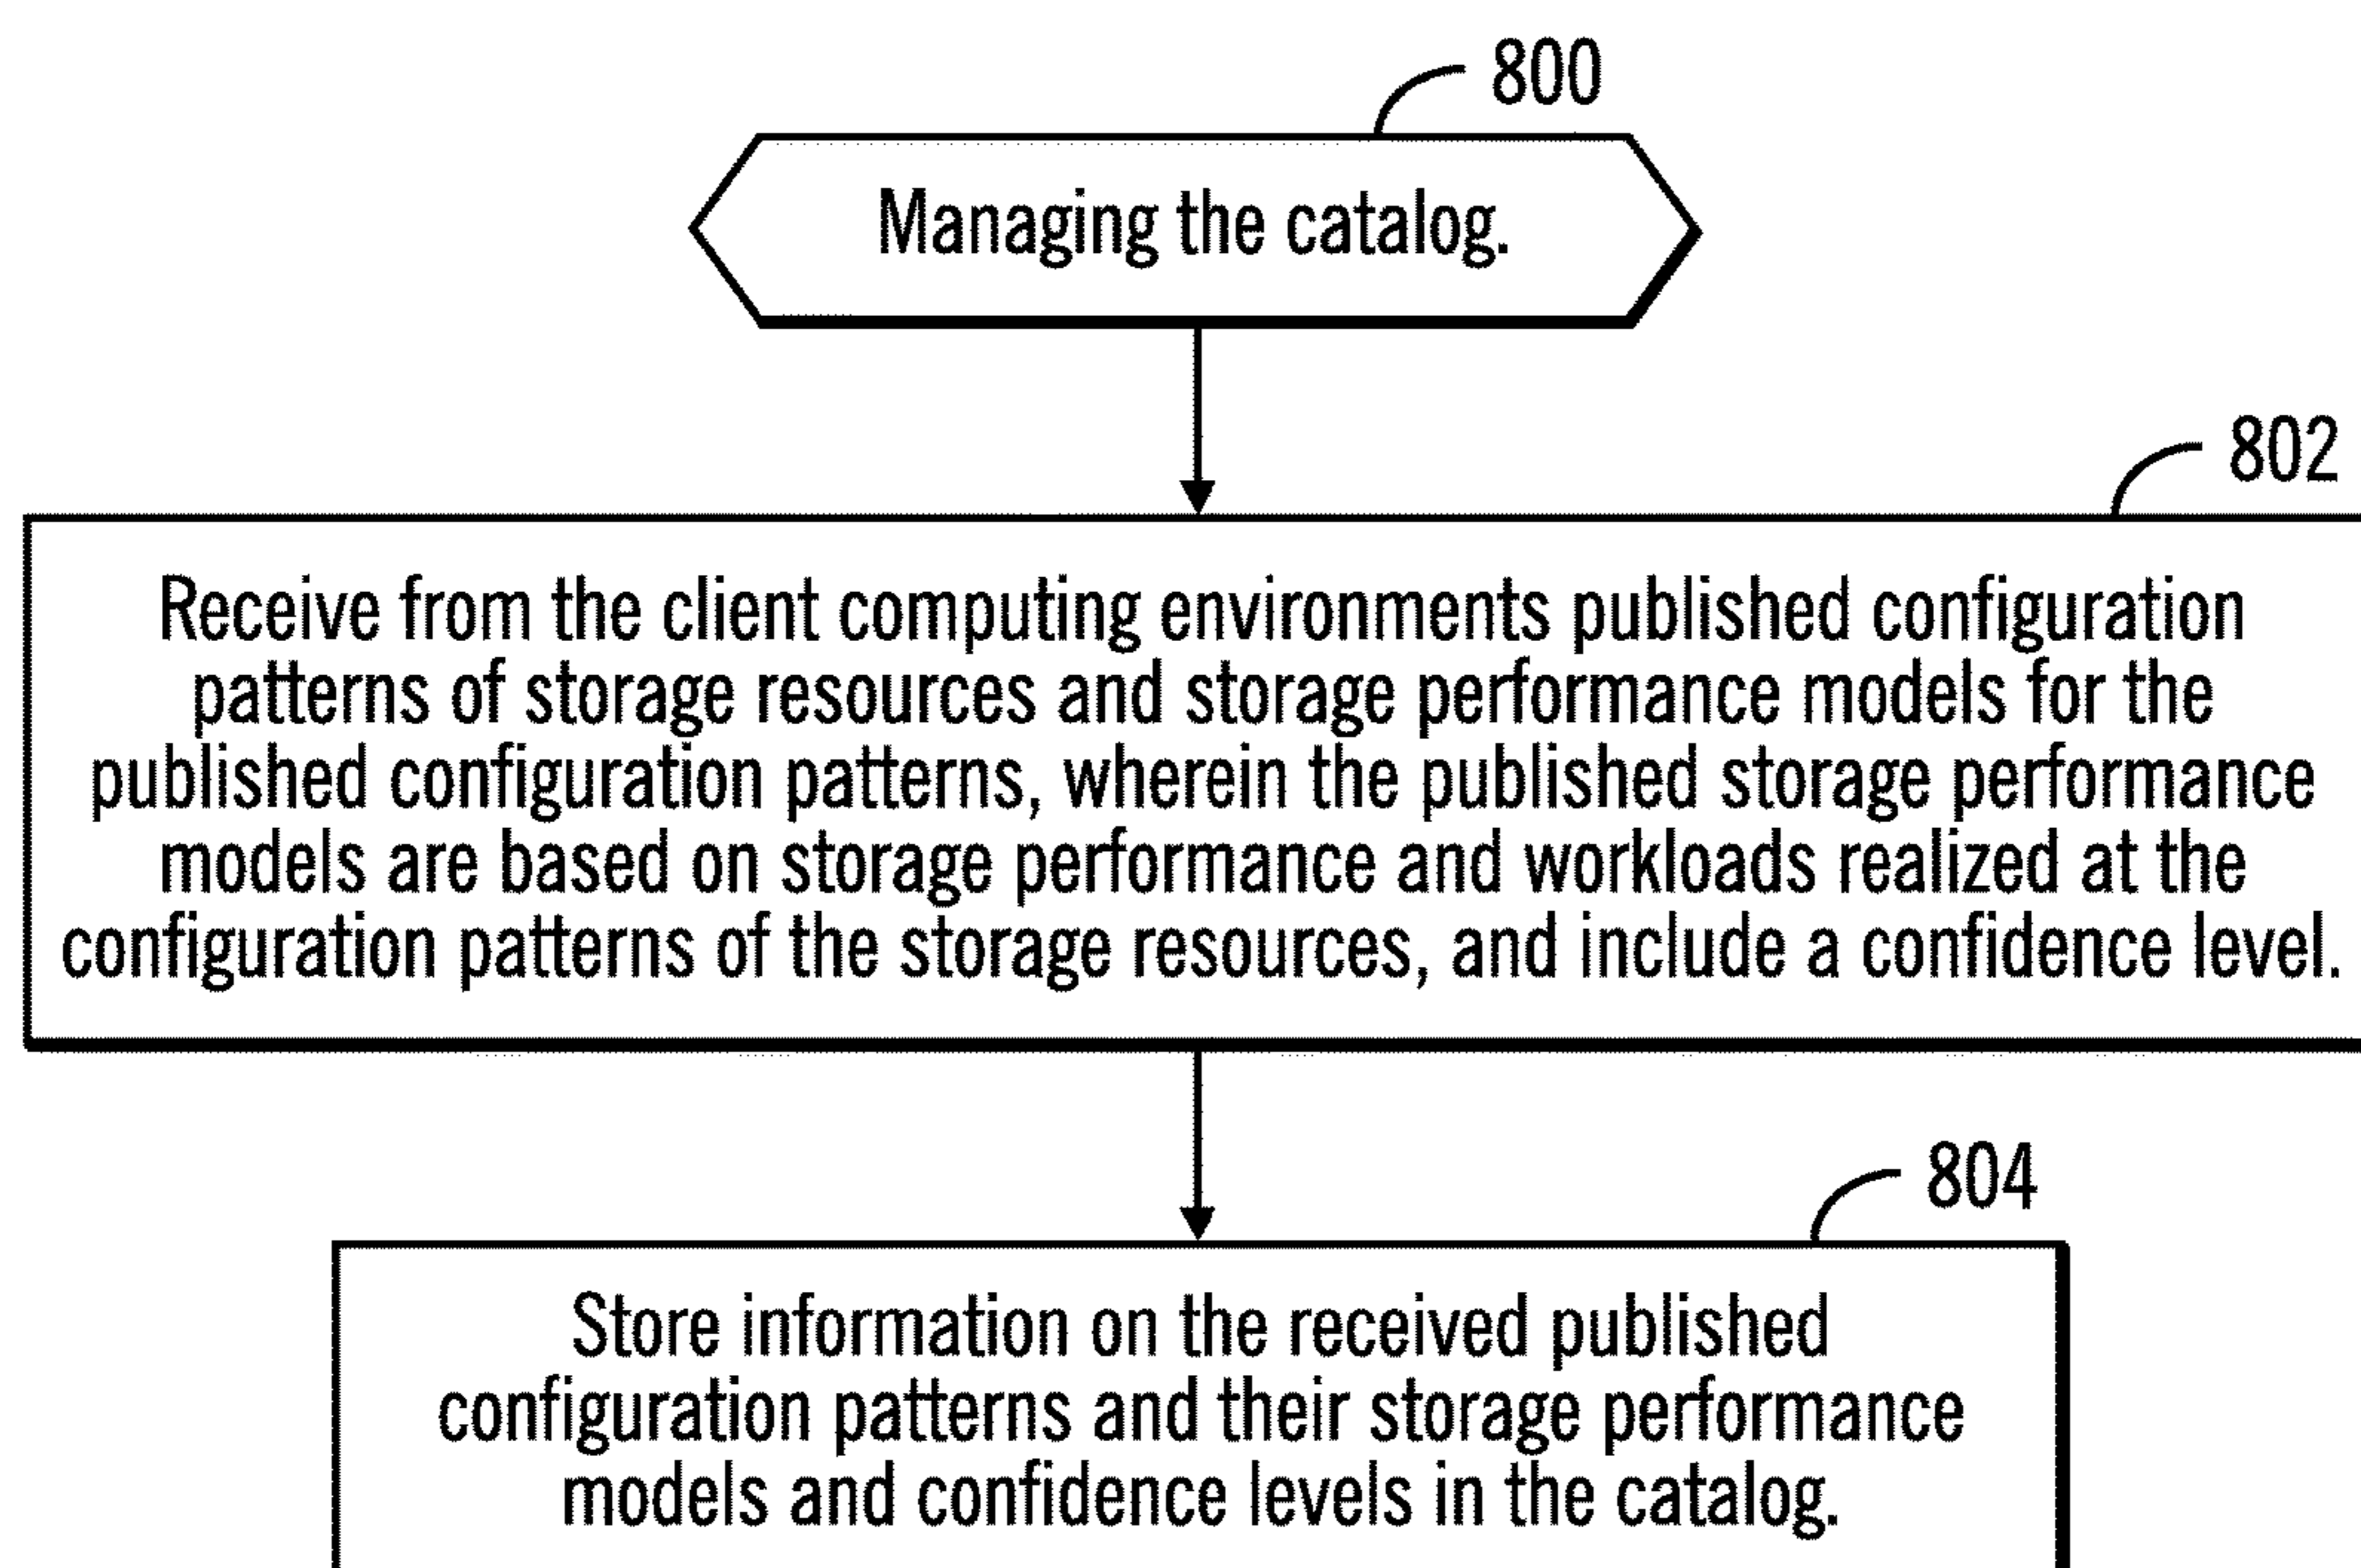 800
Managing the catalog.
802
Receive from the client computing environments published configuration
patterns of storage resources and storage performance models for the
published configuration patterns, wherein the published storage performance
models are based on storage performance and workloads realized at the
configuration patterns of the storage resources, and include a confidence level.
804
Store information on the received published
configuration patterns and their storage performance
models and confidence levels in the catalog.